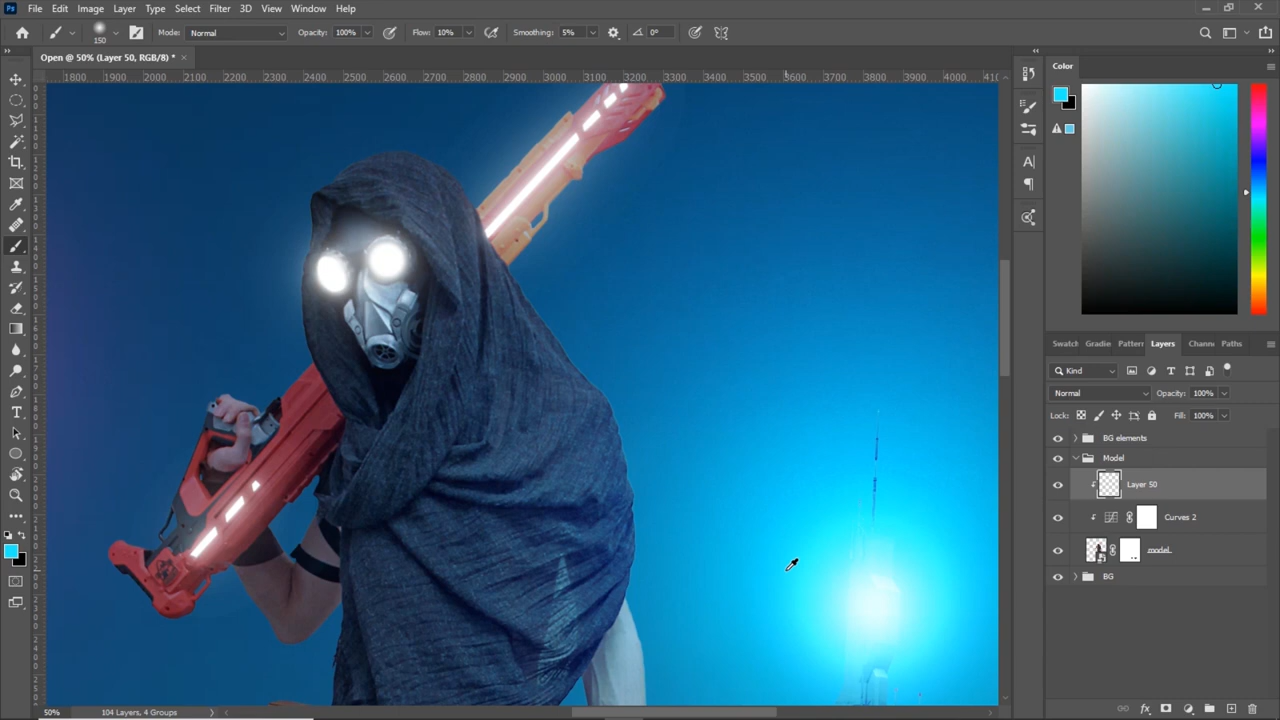 Ps File Edit Image Layer Type Select Filter 3D View Window Help
150 Mode: Normal Opacity: 100% Flow: 10% Smoothing: 5% 0°
Open @ 50% (Layer 50, RGB/8) *
1800 1900 2000 2100 2200 2300 2400 2500 2600 2700 2800 2900 3000 3100 3200 3300 3400 3500 3600 3700 3800 3900 4000 410
Color
Swatch Gradie Pattern Layers Channe Paths
Kind
Normal Opacity: 100%
Lock: Fill: 100%
BG elements
Model
Layer 50
Curves 2
model
BG
50% 104 Layers, 4 Groups